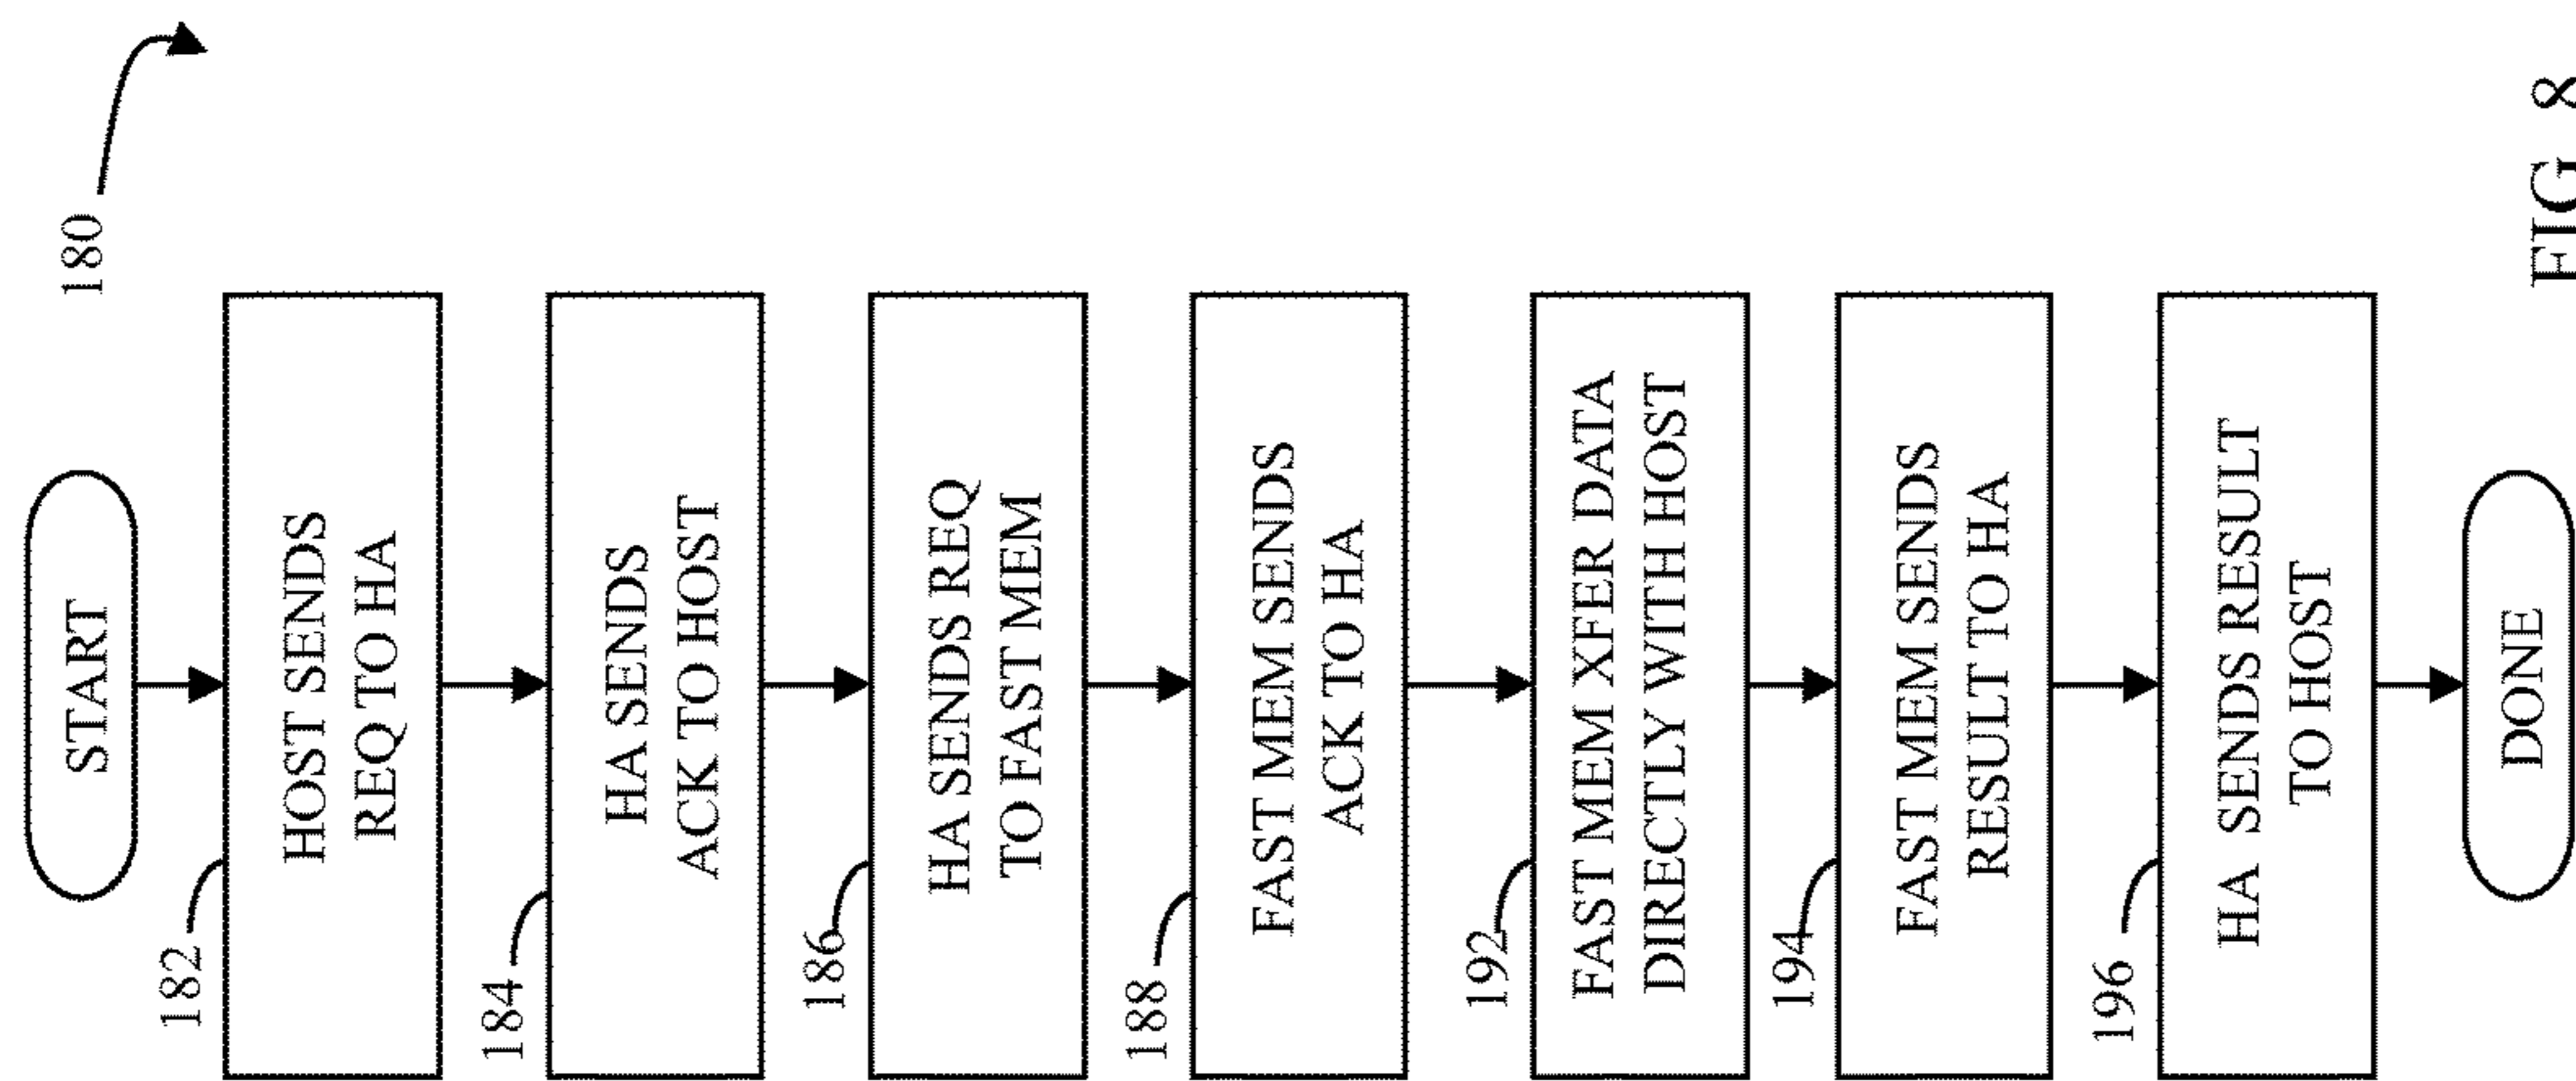 180
START
182
HOST SENDS
REQ TO HA
184
HA SENDS
ACK TO HOST
186
HA SENDS REQ
TO FAST MEM
188
FAST MEM SENDS
ACK TO HA
192
FAST MEM XFER DATA
DIRECTLY WITH HOST
194
FAST MEM SENDS
RESULT TO HA
196
HA SENDS RESULT
TO HOST
DONE
FIG 8